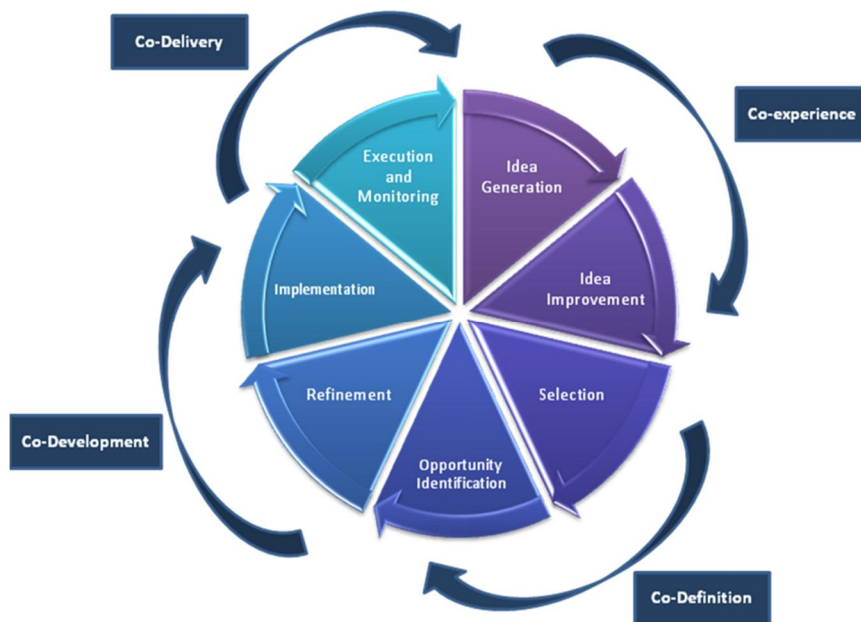 Co-Delivery
Co-experience
Execution
and
Monitoring
Idea
Generation
Implementation
Idea
Improvement
Refinement
Selection
Co-Development
Opportunity
Identification
Co-Definition